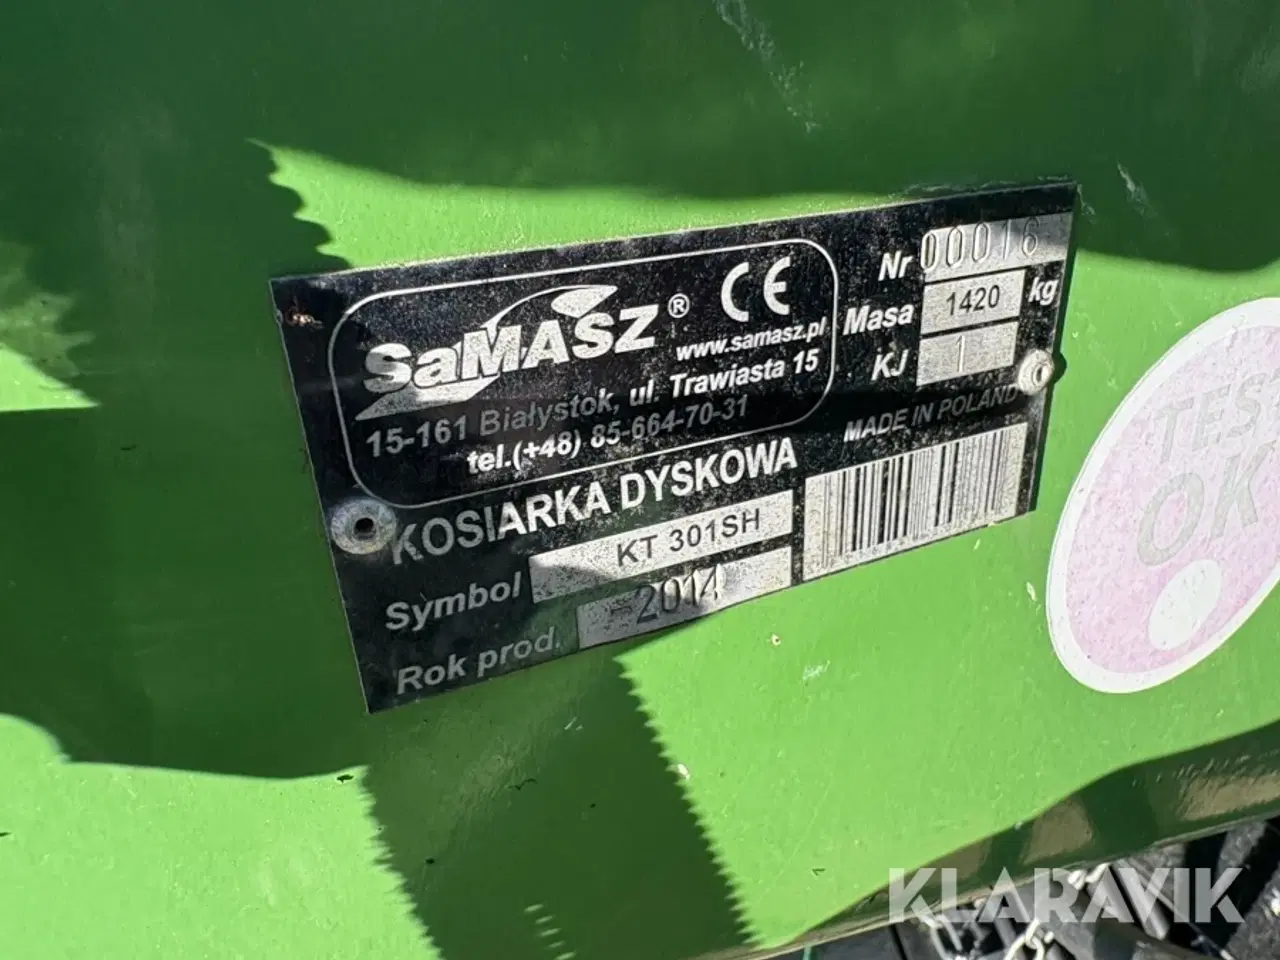 SaMASZ ® CE
www.samasz.pl
15-161 Białystok, ul. Trawiasta 15
tel.(+48) 85-664-70-31
Nr 00016
Masa 1420 kg
KJ 1
MADE IN POLAND
KOSIARKA DYSKOWA
Symbol KT 301SH
Rok prod. -2014
TEST
OK
KLARAVIK